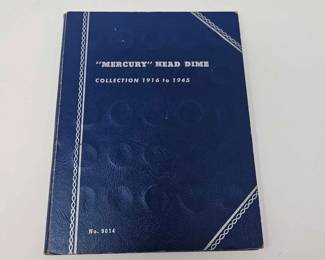 "MERCURY" HEAD DIME
COLLECTION 1916 to 1945
No. 9014